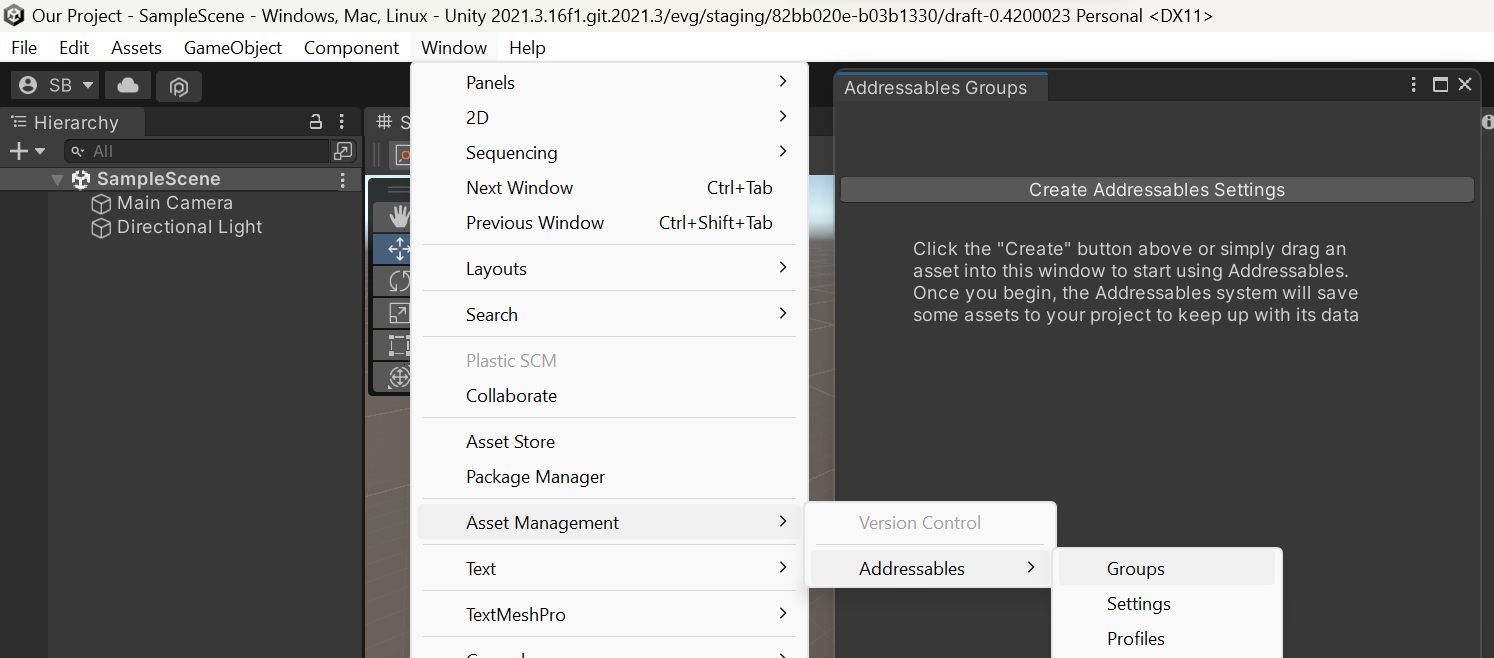 Our Project - SampleScene - Windows, Mac, Linux - Unity 2021.3.16f1.git.2021.3/evg/staging/82bb020e-b03b1330/draft-0.4200023 Personal <DX11>
File Edit Assets GameObject Component Window Help
SB
Hierarchy
All
SampleScene
Main Camera
Directional Light
S
Panels
2D
Sequencing
Next Window Ctrl+Tab
Previous Window Ctrl+Shift+Tab
Layouts
Search
Plastic SCM
Collaborate
Asset Store
Package Manager
Asset Management
Text
TextMeshPro
Version Control
Addressables
Groups
Settings
Profiles
Addressables Groups
Create Addressables Settings
Click the "Create" button above or simply drag an
asset into this window to start using Addressables.
Once you begin, the Addressables system will save
some assets to your project to keep up with its data